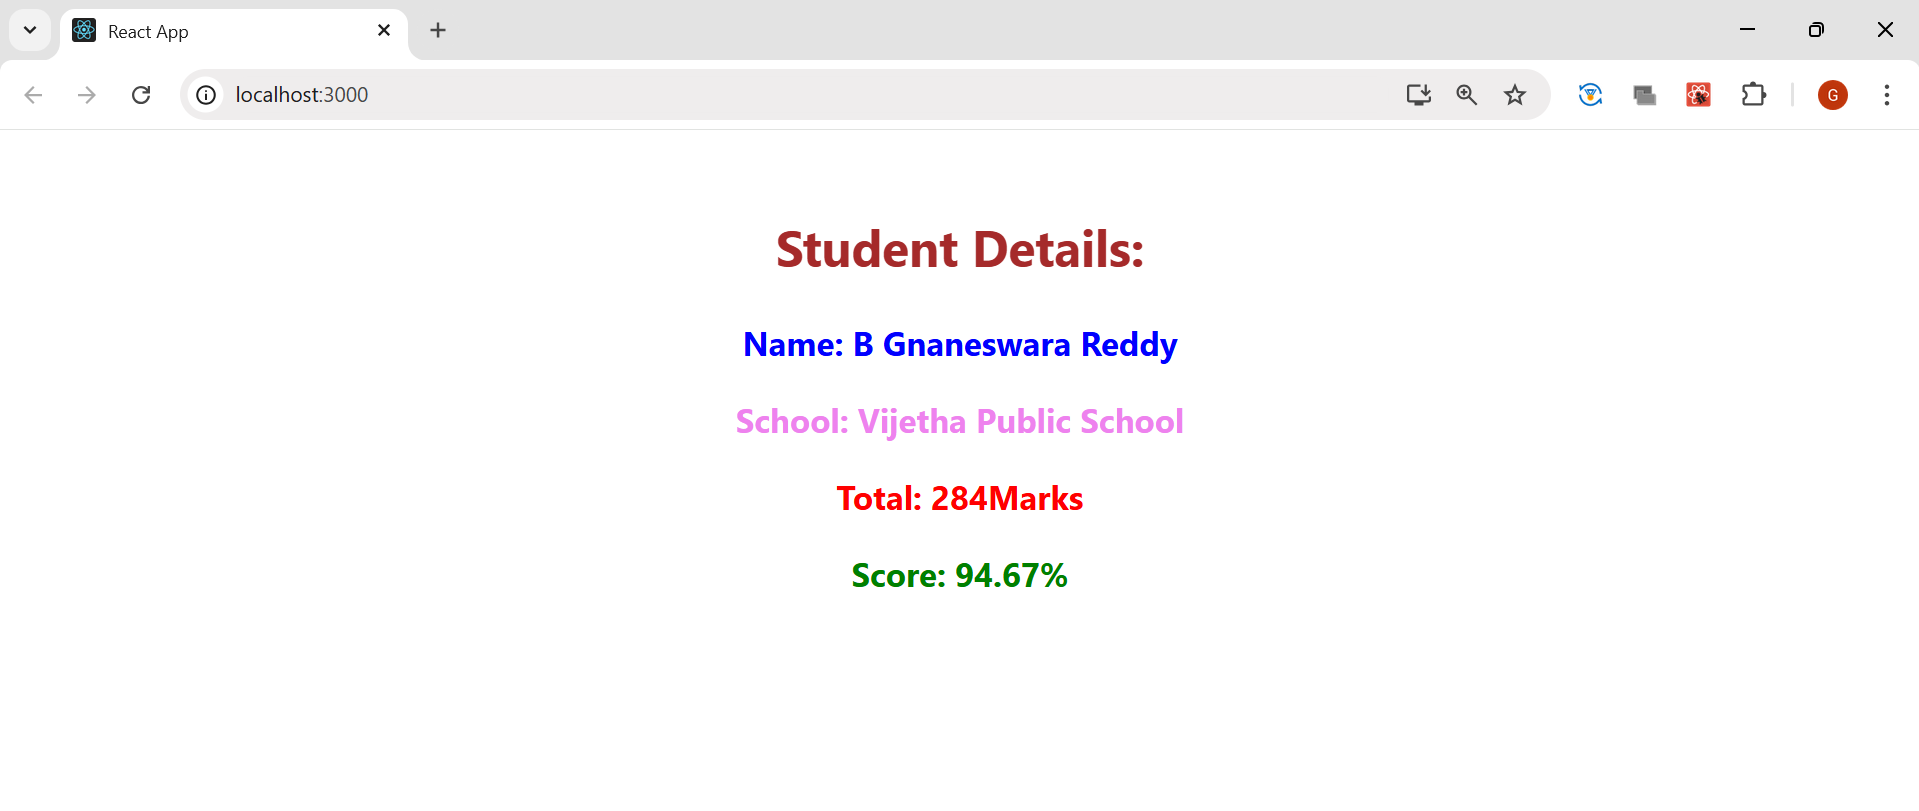 React App
localhost:3000
G
Student Details:
Name: B Gnaneswara Reddy
School: Vijetha Public School
Total: 284Marks
Score: 94.67%